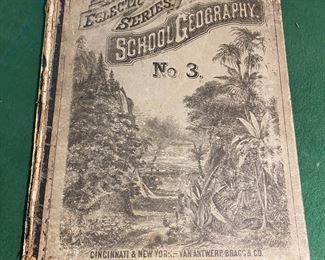 ECLECTIC
SERIES.
SCHOOL GEOGRAPHY.
No. 3.
CINCINNATI & NEW YORK:-VAN ANTWERP, BRAGG & CO.